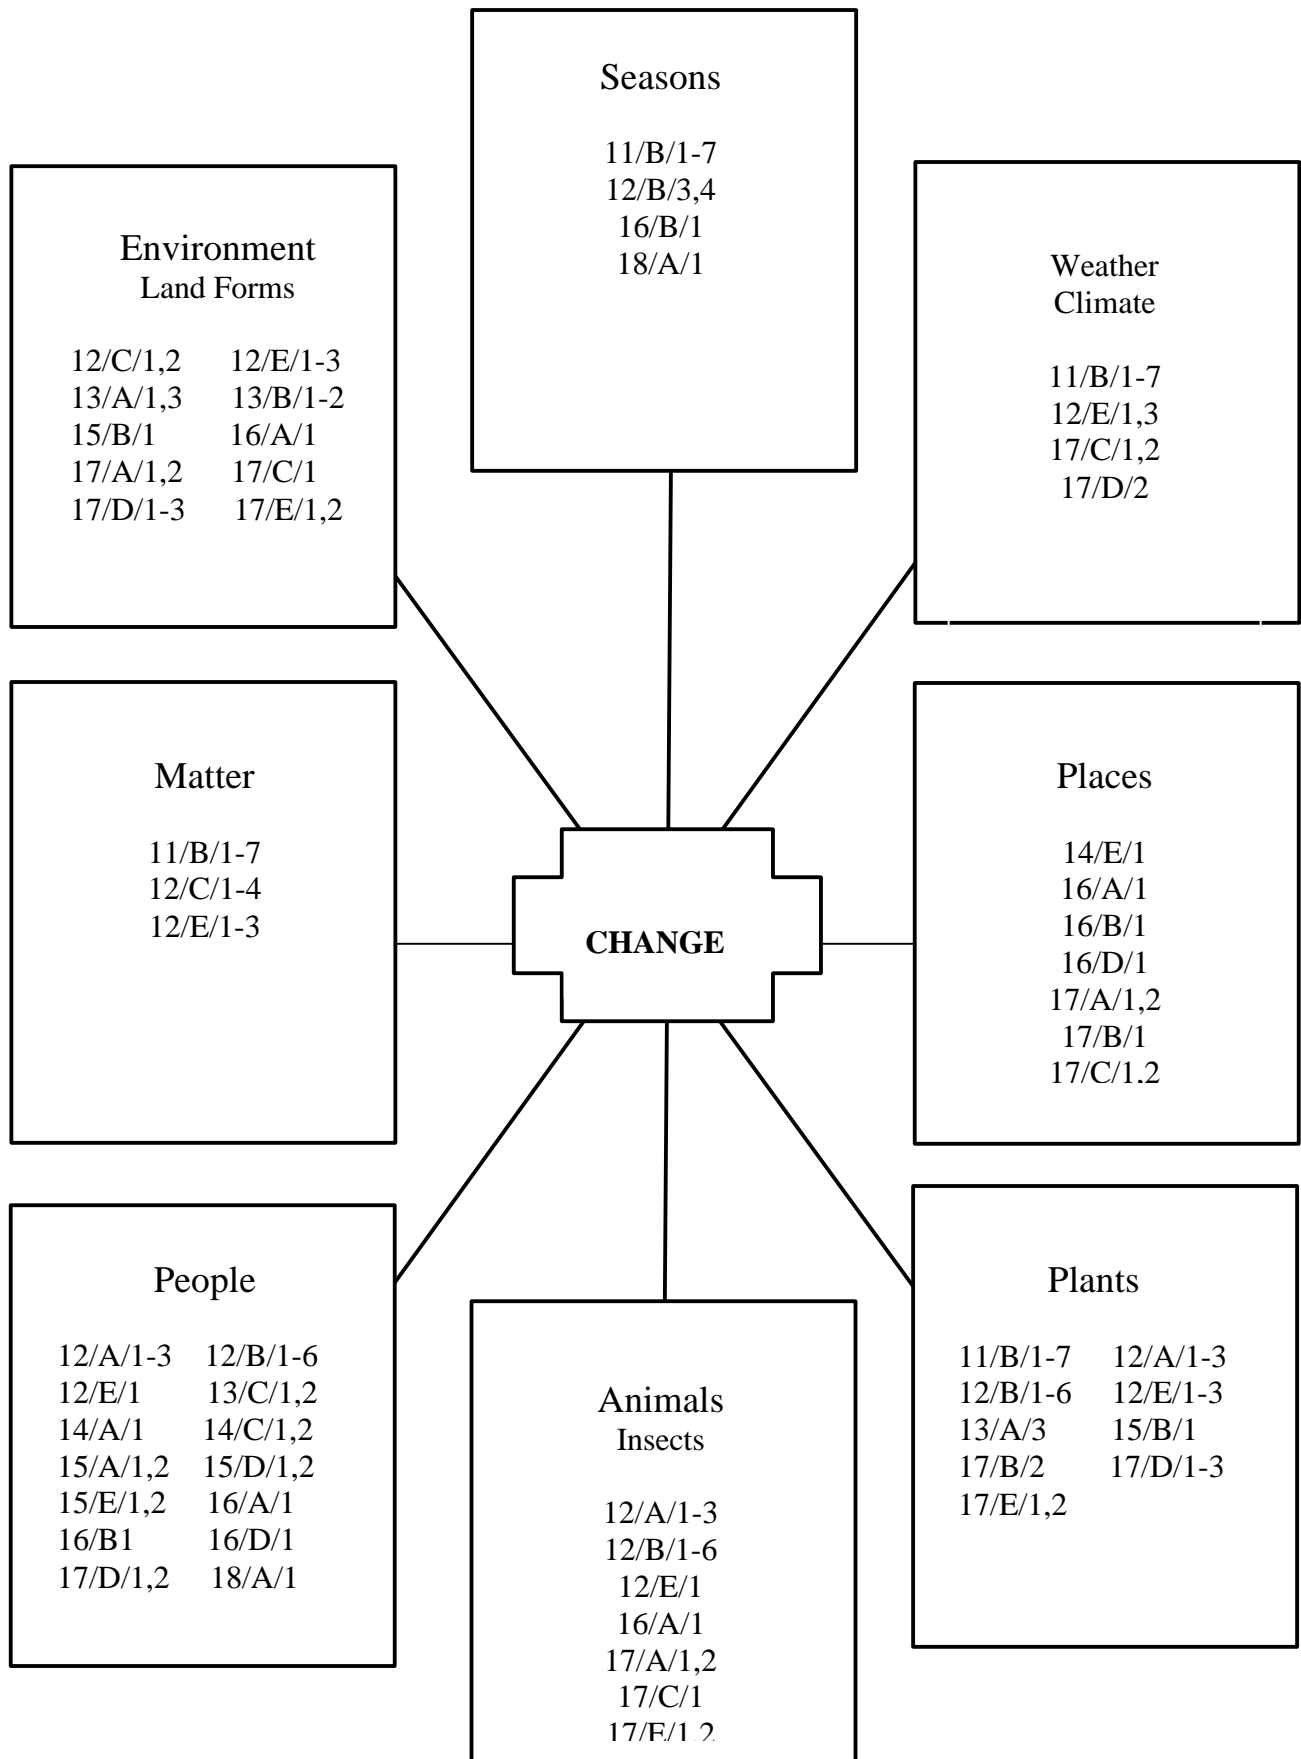 Seasons
11/B/1-7
12/B/3,4
16/B/1
18/A/1
Environment
Land Forms
12/C/1,2 12/E/1-3
13/A/1,3 13/B/1-2
15/B/1 16/A/1
17/A/1,2 17/C/1
17/D/1-3 17/E/1,2
Weather
Climate
11/B/1-7
12/E/1,3
17/C/1,2
17/D/2
Matter
11/B/1-7
12/C/1-4
12/E/1-3
CHANGE
Places
14/E/1
16/A/1
16/B/1
16/D/1
17/A/1,2
17/B/1
17/C/1,2
People
12/A/1-3 12/B/1-6
12/E/1 13/C/1,2
14/A/1 14/C/1,2
15/A/1,2 15/D/1,2
15/E/1,2 16/A/1
16/B1 16/D/1
17/D/1,2 18/A/1
Animals
Insects
12/A/1-3
12/B/1-6
12/E/1
16/A/1
17/A/1,2
17/C/1
17/E/1,2
Plants
11/B/1-7 12/A/1-3
12/B/1-6 12/E/1-3
13/A/3 15/B/1
17/B/2 17/D/1-3
17/E/1,2